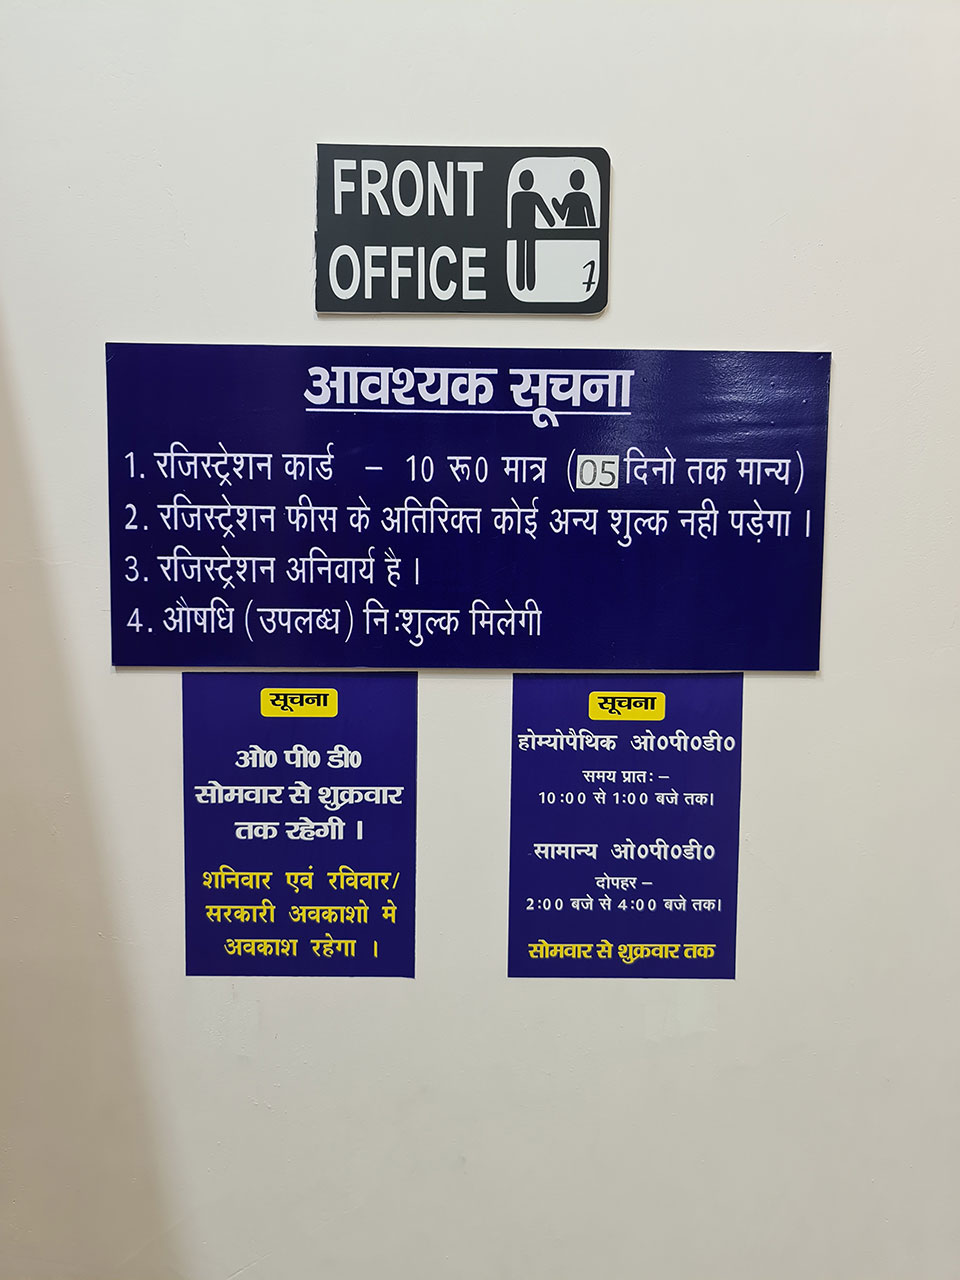 FRONT
OFFICE
7
आवश्यक सूचना
1. रजिस्ट्रेशन कार्ड – 10 रू0 मात्र (05 दिनो तक मान्य)
2. रजिस्ट्रेशन फीस के अतिरिक्त कोई अन्य शुल्क नही पड़ेगा ।
3. रजिस्ट्रेशन अनिवार्य है ।
4. औषधि (उपलब्ध) नि:शुल्क मिलेगी
सूचना
ओ0 पी0 डी0
सोमवार से शुक्रवार
तक रहेगी ।
शनिवार एवं रविवार/
सरकारी अवकाशो मे
अवकाश रहेगा ।
सूचना
होम्योपैथिक ओ0पी0डी0
समय प्रात: –
10:00 से 1:00 बजे तक।
सामान्य ओ0पी0डी0
दोपहर –
2:00 बजे से 4:00 बजे तक।
सोमवार से शुक्रवार तक